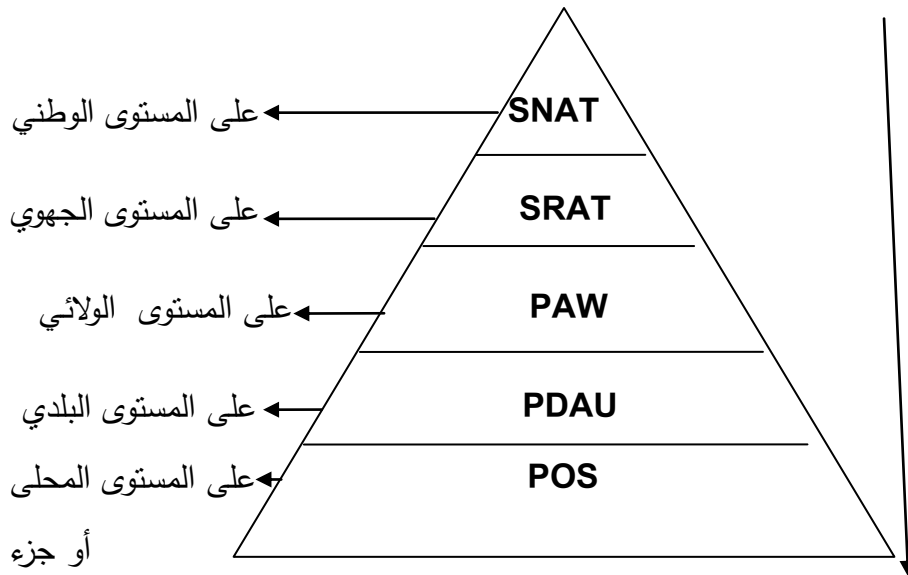 على المستوى الوطني SNAT
على المستوى الجهوي SRAT
على المستوى الولائي PAW
على المستوى البلدي PDAU
على المستوى المحلى POS
أو جزء